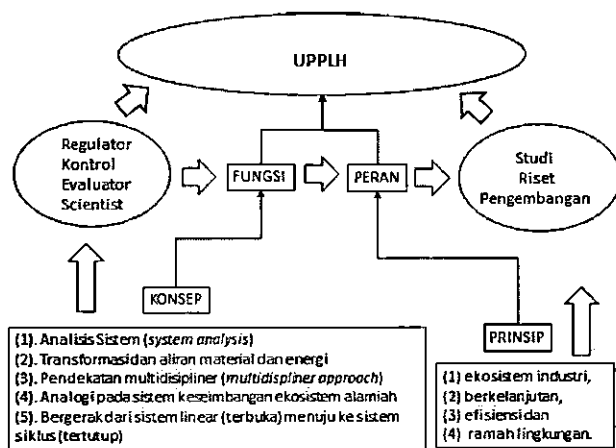 UPPLH
Regulator
Kontrol
Evaluator
Scientist
FUNGSI
PERAN
Studi
Riset
Pengembangan
KONSEP
(1). Analisis Sistem (system analysis)
(2). Transformasi dan aliran material dan energi
(3). Pendekatan multidisipliner (multidispliner approach)
(4). Analogi pada sistem keseimbangan ekosistem alamiah
(5). Bergerak dari sistem linear (terbuka) menuju ke sistem
siklus (tertutup)
PRINSIP
(1) ekosistem industri,
(2) berkelanjutan,
(3) efisiensi dan
(4) ramah lingkungan.